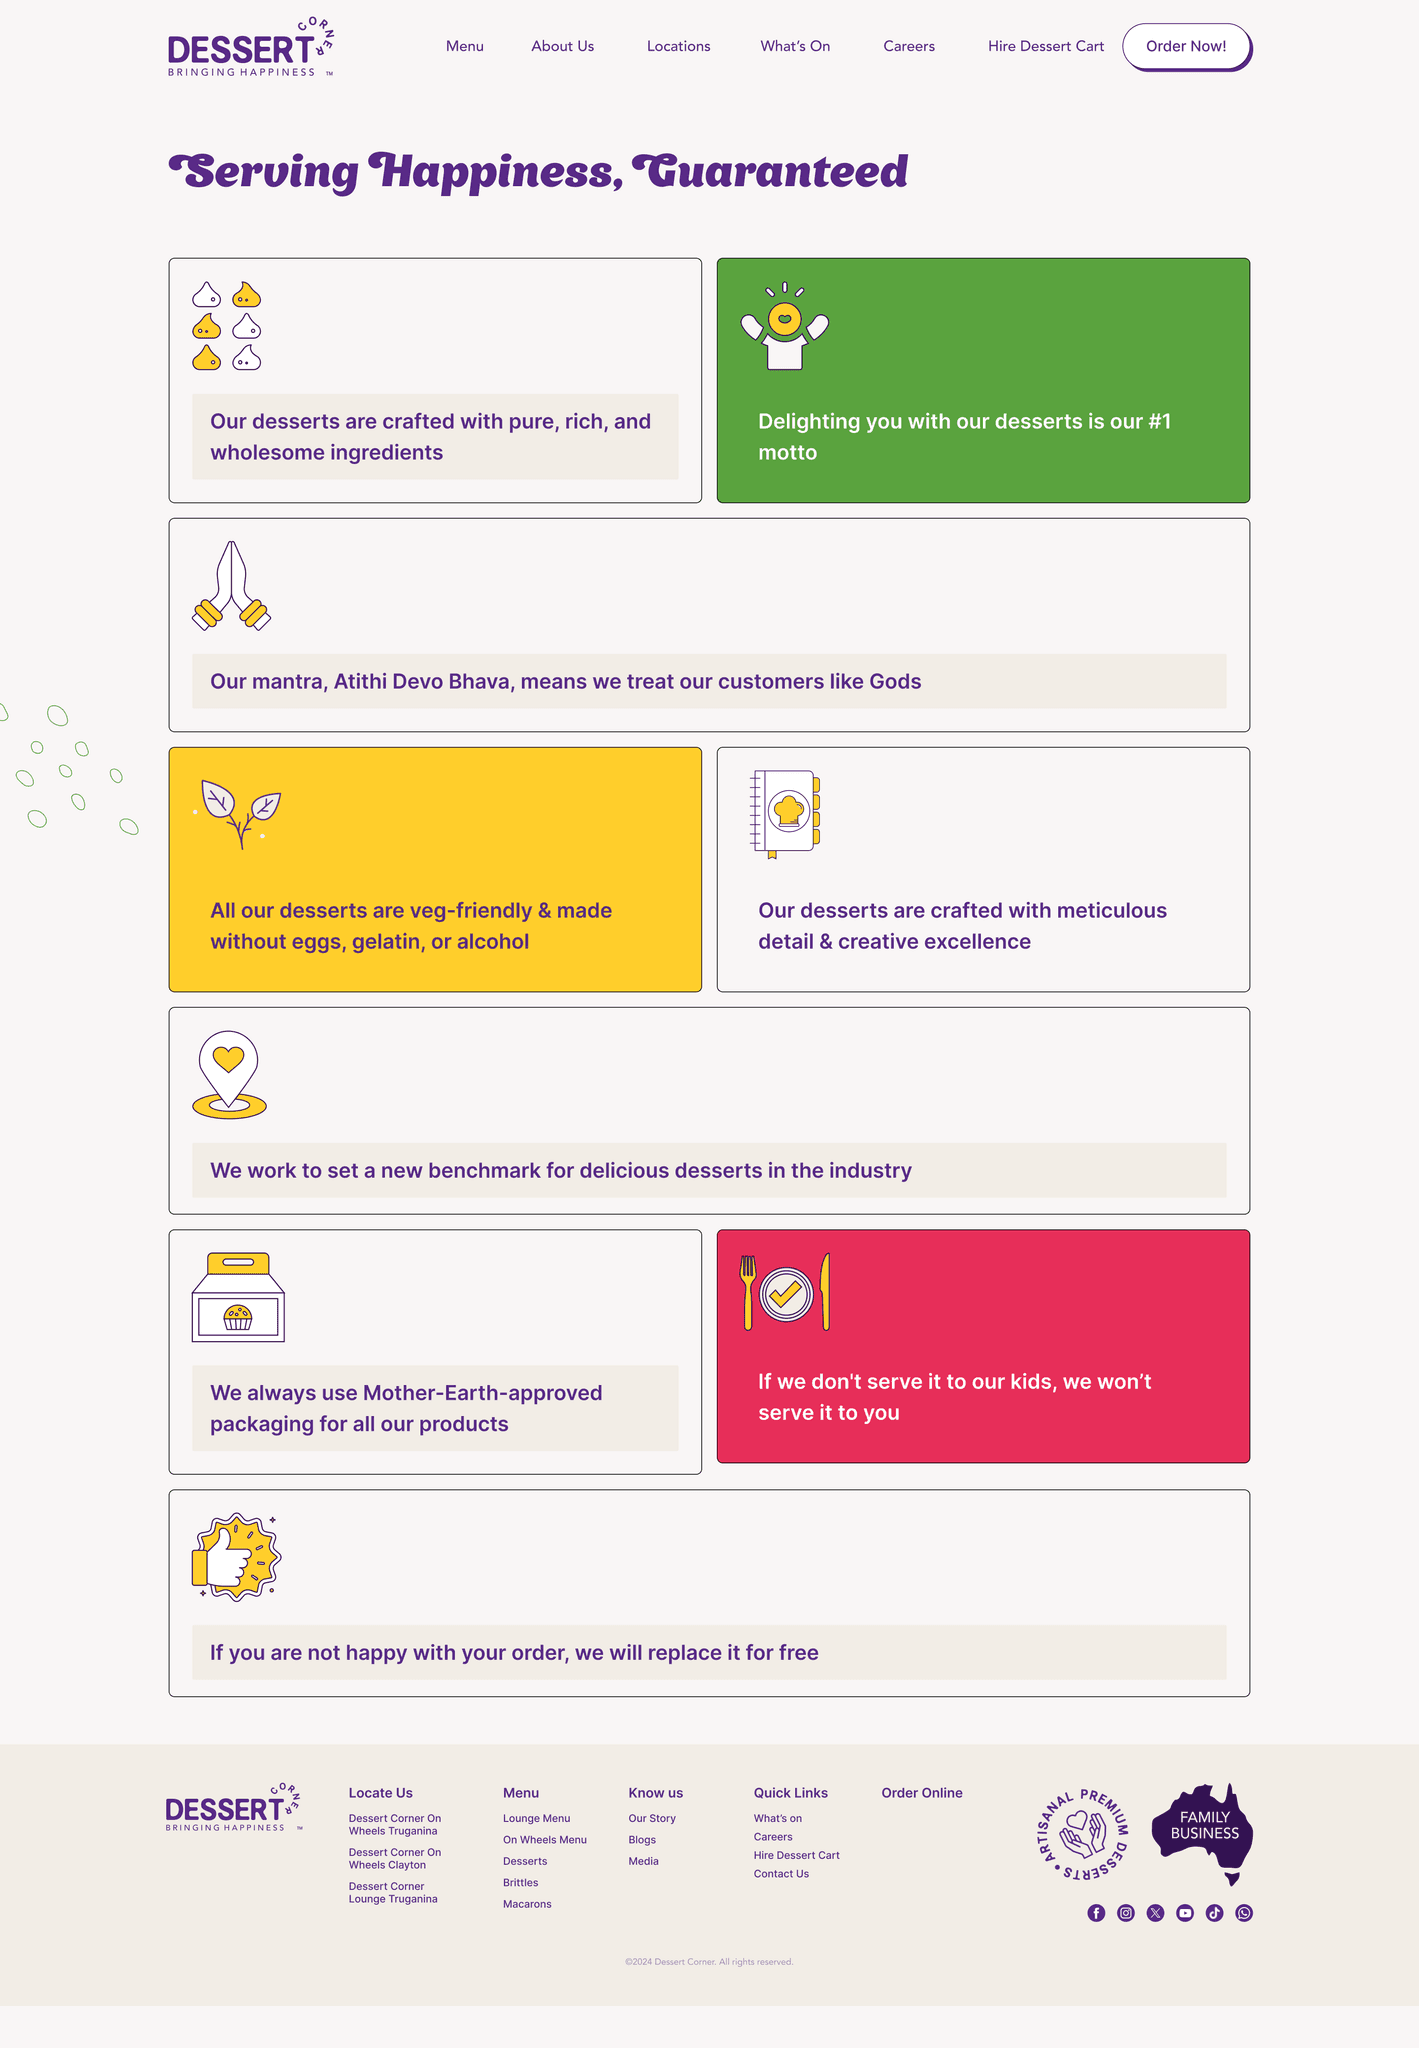 DESSERT CORNER
BRINGING HAPPINESS ™
Menu
About Us
Locations
What's On
Careers
Hire Dessert Cart
Order Now!
Serving Happiness, Guaranteed
Our desserts are crafted with pure, rich, and
wholesome ingredients
Delighting you with our desserts is our #1
motto
Our mantra, Atithi Devo Bhava, means we treat our customers like Gods
All our desserts are veg-friendly & made
without eggs, gelatin, or alcohol
Our desserts are crafted with meticulous
detail & creative excellence
We work to set a new benchmark for delicious desserts in the industry
We always use Mother-Earth-approved
packaging for all our products
If we don't serve it to our kids, we won’t
serve it to you
If you are not happy with your order, we will replace it for free
DESSERT CORNER
BRINGING HAPPINESS ™
Locate Us
Dessert Corner On
Wheels Truganina
Dessert Corner On
Wheels Clayton
Dessert Corner
Lounge Truganina
Menu
Lounge Menu
On Wheels Menu
Desserts
Brittles
Macarons
Know us
Our Story
Blogs
Media
Quick Links
What's on
Careers
Hire Dessert Cart
Contact Us
Order Online
ARTISANAL PREMIUM DESSERTS •
FAMILY
BUSINESS
©2024 Dessert Corner. All rights reserved.